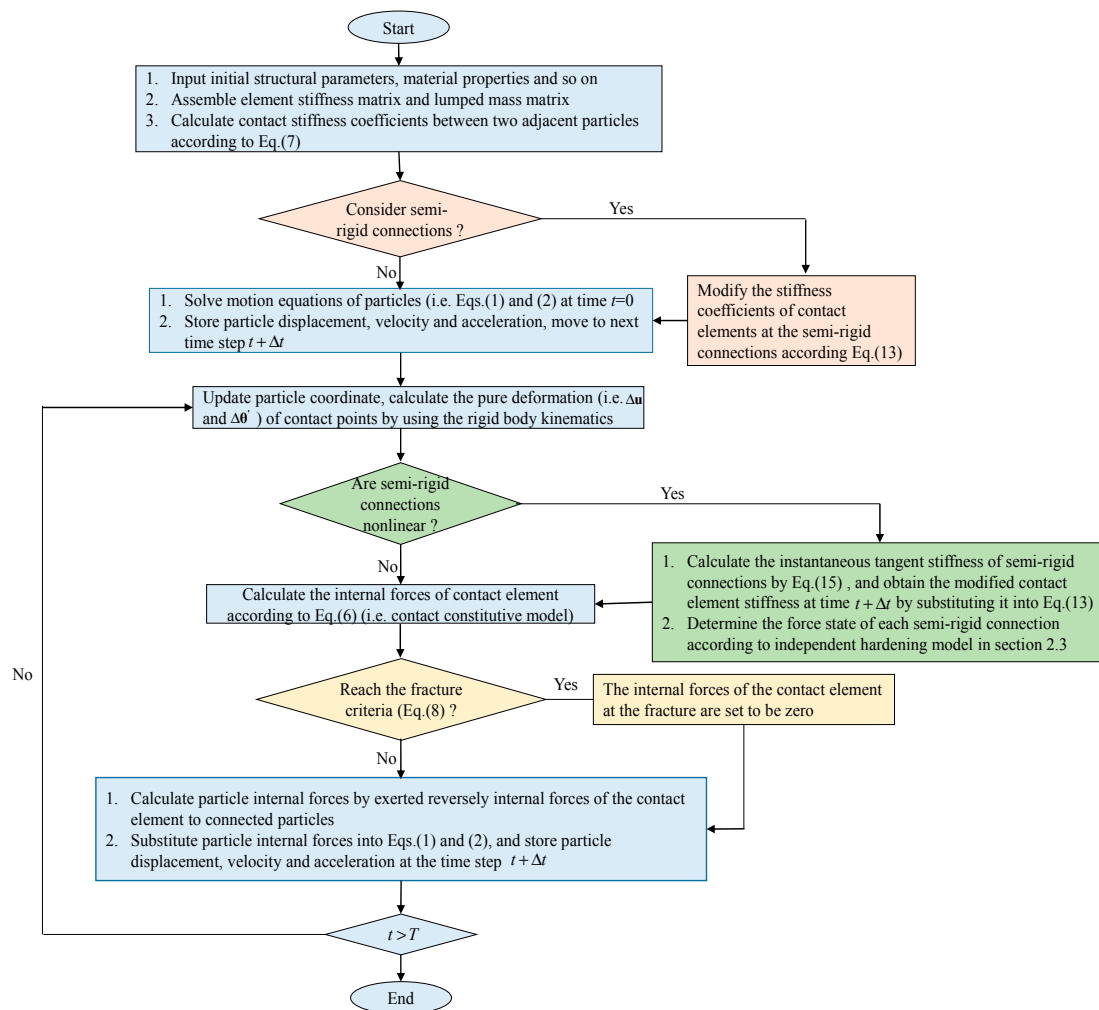 Start
1. Input initial structural parameters, material properties and so on
2. Assemble element stiffness matrix and lumped mass matrix
3. Calculate contact stiffness coefficients between two adjacent particles
according to Eq.(7)
Consider semi-
rigid connections ?
Yes
No
Modify the stiffness
coefficients of contact
elements at the semi-rigid
connections according Eq.(13)
1. Solve motion equations of particles (i.e. Eqs.(1) and (2) at time t=0
2. Store particle displacement, velocity and acceleration, move to next
time step t + Δt
Update particle coordinate, calculate the pure deformation (i.e. Δu
and Δθ' ) of contact points by using the rigid body kinematics
Are semi-rigid
connections
nonlinear ?
Yes
No
1. Calculate the instantaneous tangent stiffness of semi-rigid
connections by Eq.(15) , and obtain the modified contact
element stiffness at time t + Δt by substituting it into Eq.(13)
2. Determine the force state of each semi-rigid connection
according to independent hardening model in section 2.3
Calculate the internal forces of contact element
according to Eq.(6) (i.e. contact constitutive model)
No
Reach the fracture
criteria (Eq.(8) ?
Yes
The internal forces of the contact element
at the fracture are set to be zero
No
1. Calculate particle internal forces by exerted reversely internal forces of the contact
element to connected particles
2. Substitute particle internal forces into Eqs.(1) and (2), and store particle
displacement, velocity and acceleration at the time step t + Δt
t > T
End